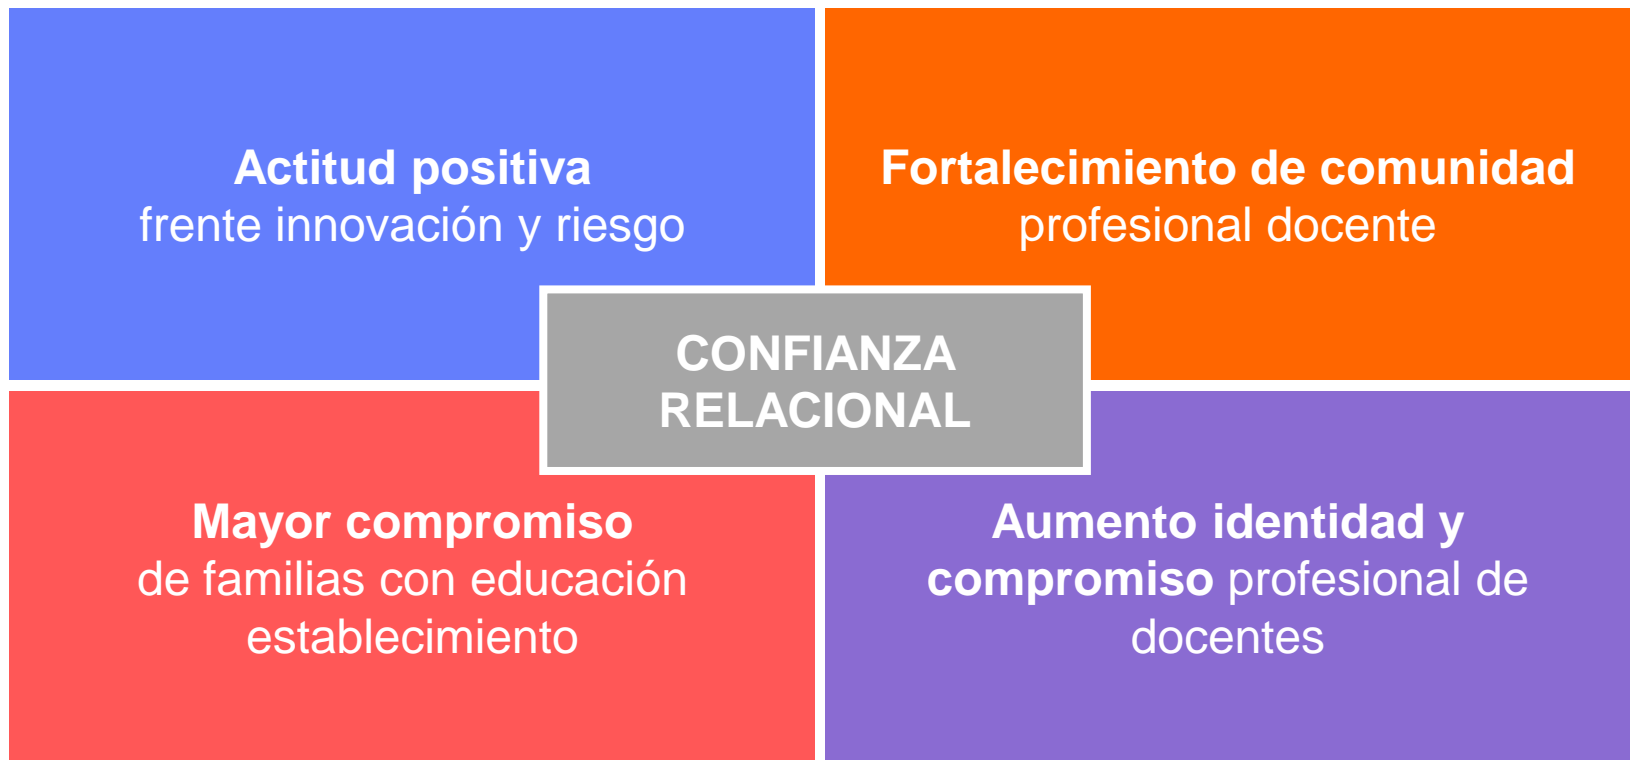 Actitud positiva
frente innovación y riesgo
Fortalecimiento de comunidad
profesional docente
CONFIANZA
RELACIONAL
Mayor compromiso
de familias con educación
establecimiento
Aumento identidad y
compromiso profesional de
docentes